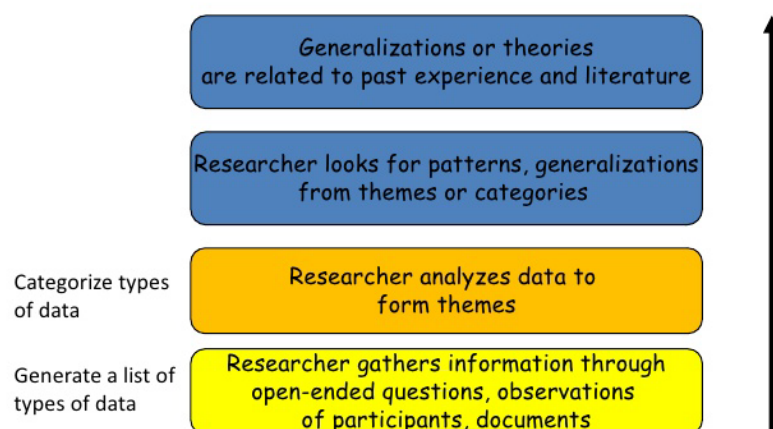 Generalizations or theories
are related to past experience and literature
Researcher looks for patterns, generalizations
from themes or categories
Categorize types
of data
Researcher analyzes data to
form themes
Generate a list of
types of data
Researcher gathers information through
open-ended questions, observations
of participants, documents